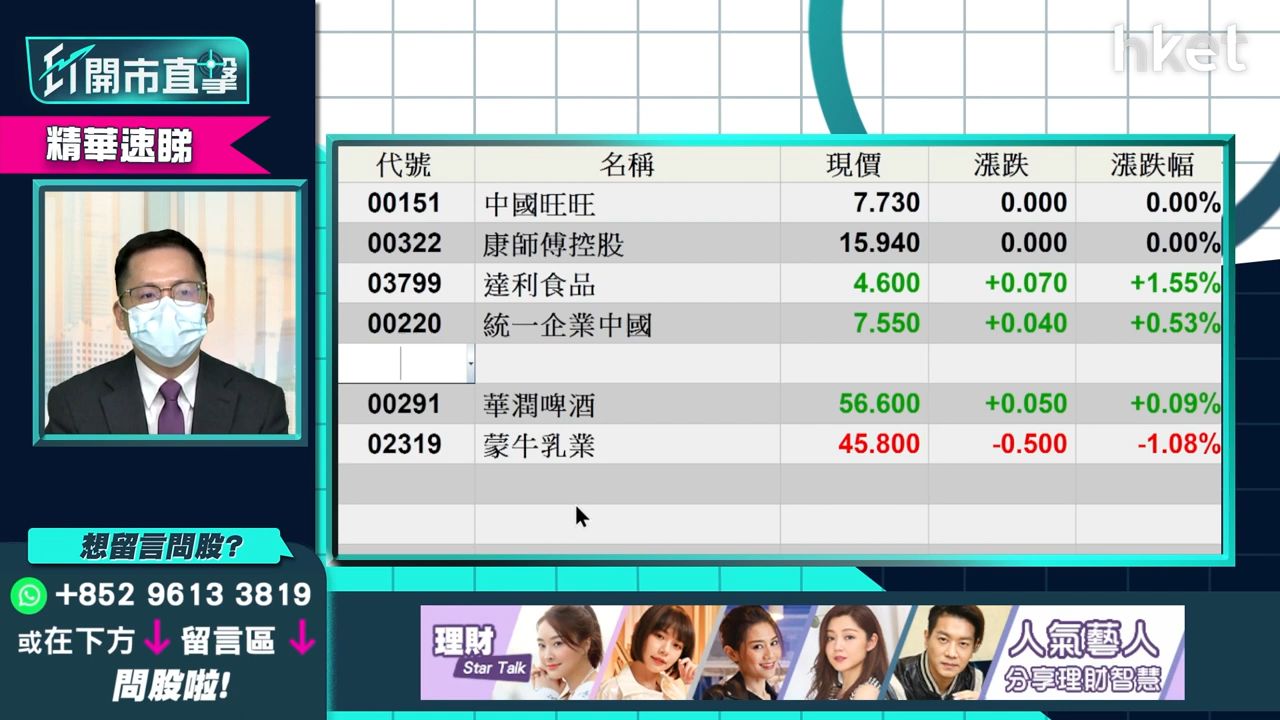 開市直擊
hket
精華速睇
代號 名稱 現價 漲跌 漲跌幅
00151 中國旺旺 7.730 0.000 0.00%
00322 康師傅控股 15.940 0.000 0.00%
03799 達利食品 4.600 +0.070 +1.55%
00220 統一企業中國 7.550 +0.040 +0.53%
00291 華潤啤酒 56.600 +0.050 +0.09%
02319 蒙牛乳業 45.800 -0.500 -1.08%
想留言問股?
+852 9613 3819
或在下方 留言區
問股啦!
理財
Star Talk
人氣藝人
分享理財智慧